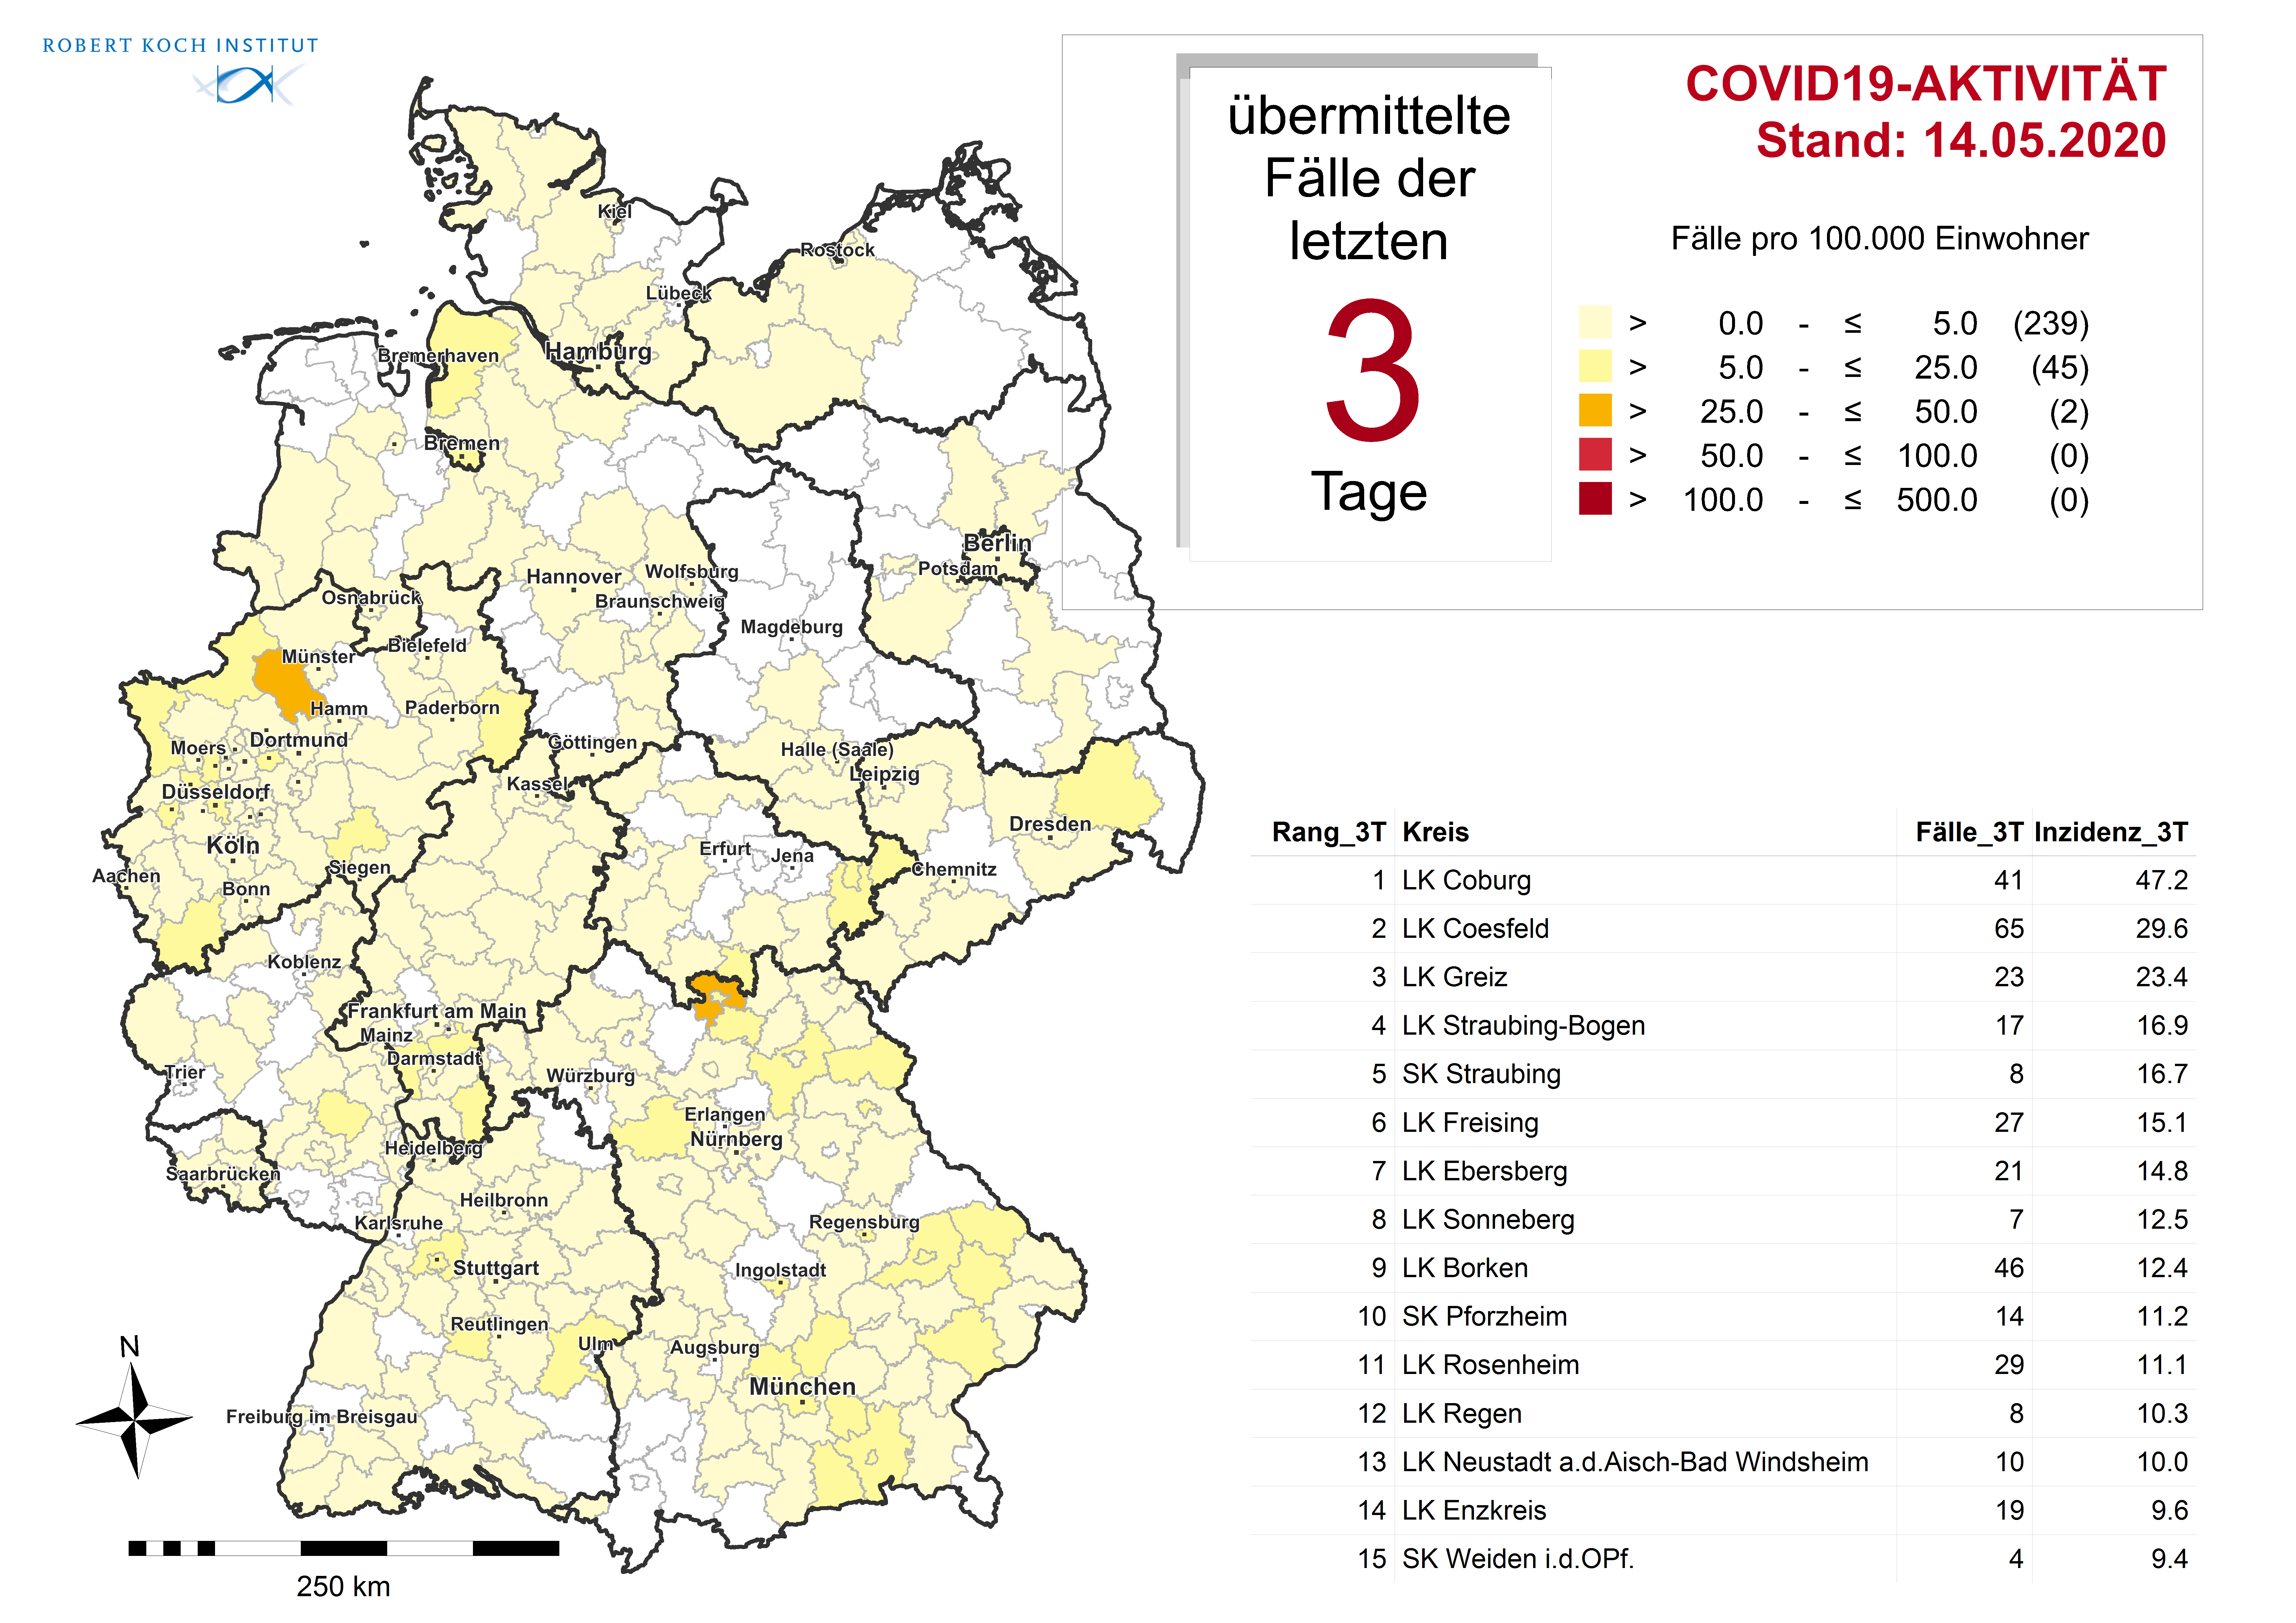 ROBERT KOCH INSTITUT
übermittelte
Fälle der
letzten
3
Tage
COVID19-AKTIVITÄT
Stand: 14.05.2020
Fälle pro 100.000 Einwohner
> 0.0 - ≤ 5.0 (239)
> 5.0 - ≤ 25.0 (45)
> 25.0 - ≤ 50.0 (2)
> 50.0 - ≤ 100.0 (0)
> 100.0 - ≤ 500.0 (0)
Kiel
Rostock
Lübeck
Bremerhaven
Hamburg
Bremen
Berlin
Potsdam
Hannover
Wolfsburg
Braunschweig
Osnabrück
Magdeburg
Bielefeld
Münster
Hamm
Paderborn
Moers
Dortmund
Göttingen
Halle (Saale)
Leipzig
Kassel
Düsseldorf
Dresden
Köln
Erfurt
Jena
Siegen
Chemnitz
Aachen
Bonn
Koblenz
Frankfurt am Main
Mainz
Darmstadt
Trier
Würzburg
Erlangen
Nürnberg
Heidelberg
Saarbrücken
Heilbronn
Karlsruhe
Regensburg
Stuttgart
Ingolstadt
Reutlingen
Ulm
Augsburg
München
Freiburg im Breisgau
N
250 km
Rang_3T Kreis Fälle_3T Inzidenz_3T
1 LK Coburg 41 47.2
2 LK Coesfeld 65 29.6
3 LK Greiz 23 23.4
4 LK Straubing-Bogen 17 16.9
5 SK Straubing 8 16.7
6 LK Freising 27 15.1
7 LK Ebersberg 21 14.8
8 LK Sonneberg 7 12.5
9 LK Borken 46 12.4
10 SK Pforzheim 14 11.2
11 LK Rosenheim 29 11.1
12 LK Regen 8 10.3
13 LK Neustadt a.d.Aisch-Bad Windsheim 10 10.0
14 LK Enzkreis 19 9.6
15 SK Weiden i.d.OPf. 4 9.4